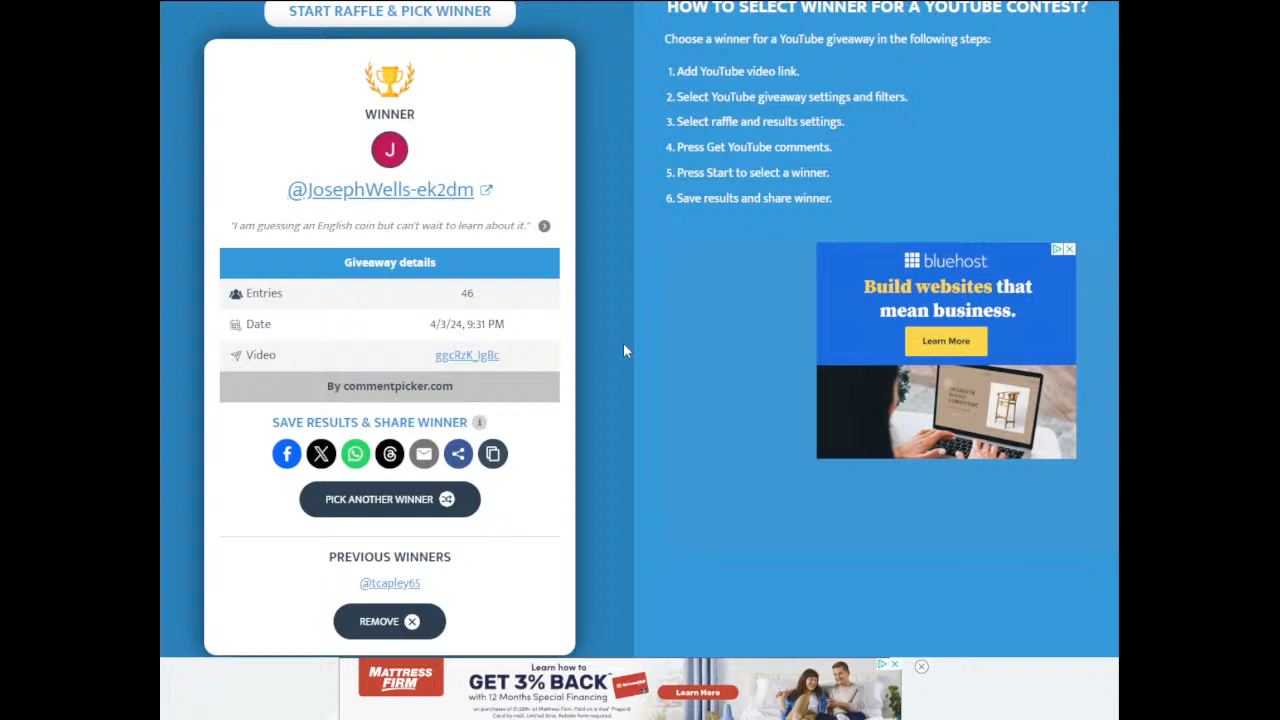 START RAFFLE & PICK WINNER
WINNER
J
@JosephWells-ek2dm
"I am guessing an English coin but can't wait to learn about it."
Giveaway details
Entries 46
Date 4/3/24, 9:31 PM
Video ggcRzK_IgBc
By commentpicker.com
SAVE RESULTS & SHARE WINNER i
PICK ANOTHER WINNER
PREVIOUS WINNERS
@tcapley65
REMOVE
HOW TO SELECT WINNER FOR A YOUTUBE CONTEST?
Choose a winner for a YouTube giveaway in the following steps:
1. Add YouTube video link.
2. Select YouTube giveaway settings and filters.
3. Select raffle and results settings.
4. Press Get YouTube comments.
5. Press Start to select a winner.
6. Save results and share winner.
bluehost
Build websites that
mean business.
Learn More
MATTRESS
FIRM
Learn how to
GET 3% BACK
with 12 Months Special Financing
Learn More